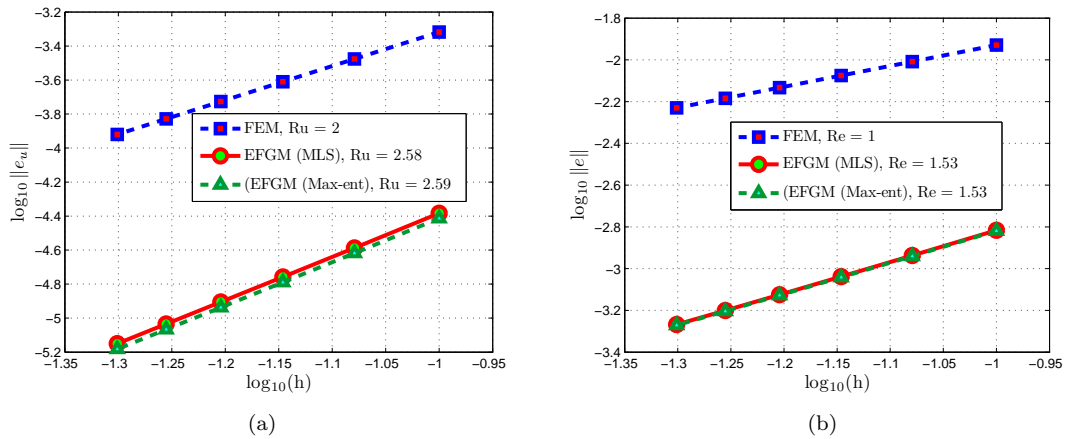 −3.2
−3.4
−3.6
−3.8
−4
−4.2
−4.4
−4.6
−4.8
−5
−5.2
log₁₀ ||e_u||
FEM, Ru = 2
EFGM (MLS), Ru = 2.58
(EFGM (Max-ent), Ru = 2.59
−1.35 −1.3 −1.25 −1.2 −1.15 −1.1 −1.05 −1 −0.95
log₁₀(h)
(a)
−1.8
−2
−2.2
−2.4
−2.6
−2.8
−3
−3.2
−3.4
log₁₀ ||e||
FEM, Re = 1
EFGM (MLS), Re = 1.53
(EFGM (Max-ent), Re = 1.53
−1.35 −1.3 −1.25 −1.2 −1.15 −1.1 −1.05 −1 −0.95
log₁₀(h)
(b)